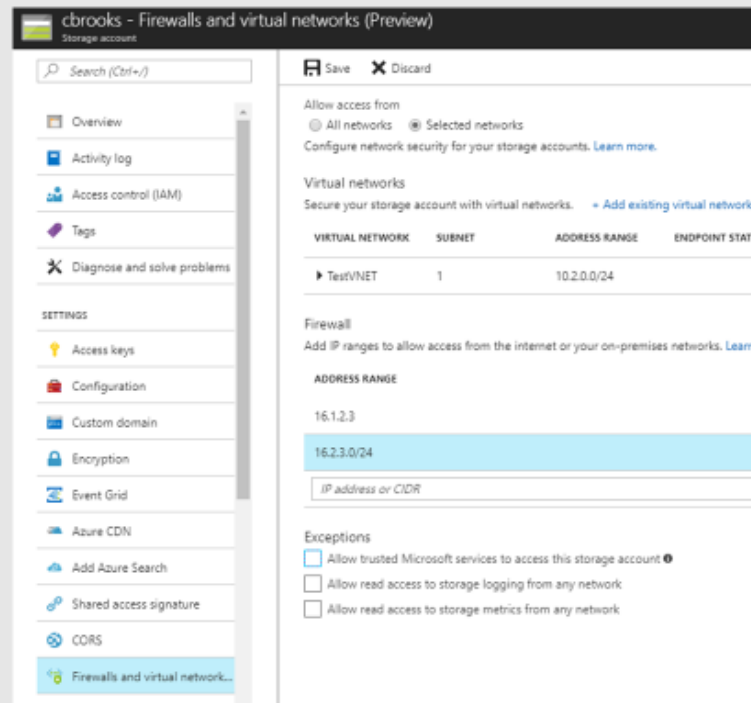 cbrooks - Firewalls and virtual networks (Preview)
Storage account
Search (Ctrl+/)
Overview
Activity log
Access control (IAM)
Tags
Diagnose and solve problems
SETTINGS
Access keys
Configuration
Custom domain
Encryption
Event Grid
Azure CDN
Add Azure Search
Shared access signature
CORS
Firewalls and virtual network...
Save Discard
Allow access from
All networks Selected networks
Configure network security for your storage accounts. Learn more.
Virtual networks
Secure your storage account with virtual networks. + Add existing virtual network
VIRTUAL NETWORK SUBNET ADDRESS RANGE ENDPOINT STAT
TestVNET 1 10.2.0.0/24
Firewall
Add IP ranges to allow access from the internet or your on-premises networks. Learn
ADDRESS RANGE
16.1.2.3
16.2.3.0/24
IP address or CIDR
Exceptions
Allow trusted Microsoft services to access this storage account
Allow read access to storage logging from any network
Allow read access to storage metrics from any network